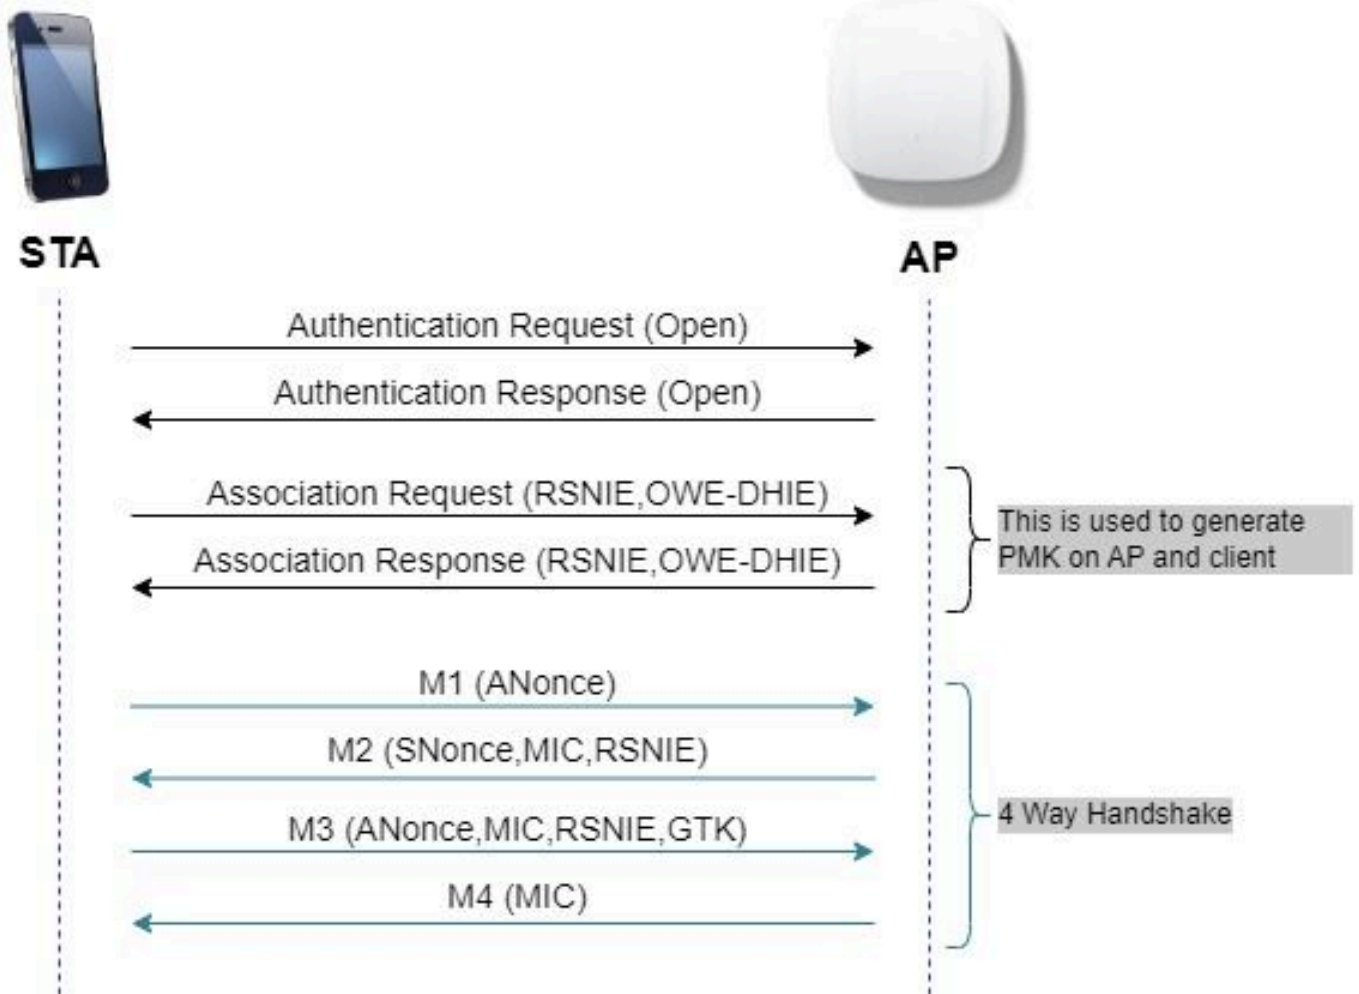 STA
AP
Authentication Request (Open)
Authentication Response (Open)
Association Request (RSNIE,OWE-DHIE)
Association Response (RSNIE,OWE-DHIE)
This is used to generate
PMK on AP and client
M1 (ANonce)
M2 (SNonce,MIC,RSNIE)
M3 (ANonce,MIC,RSNIE,GTK)
M4 (MIC)
4 Way Handshake